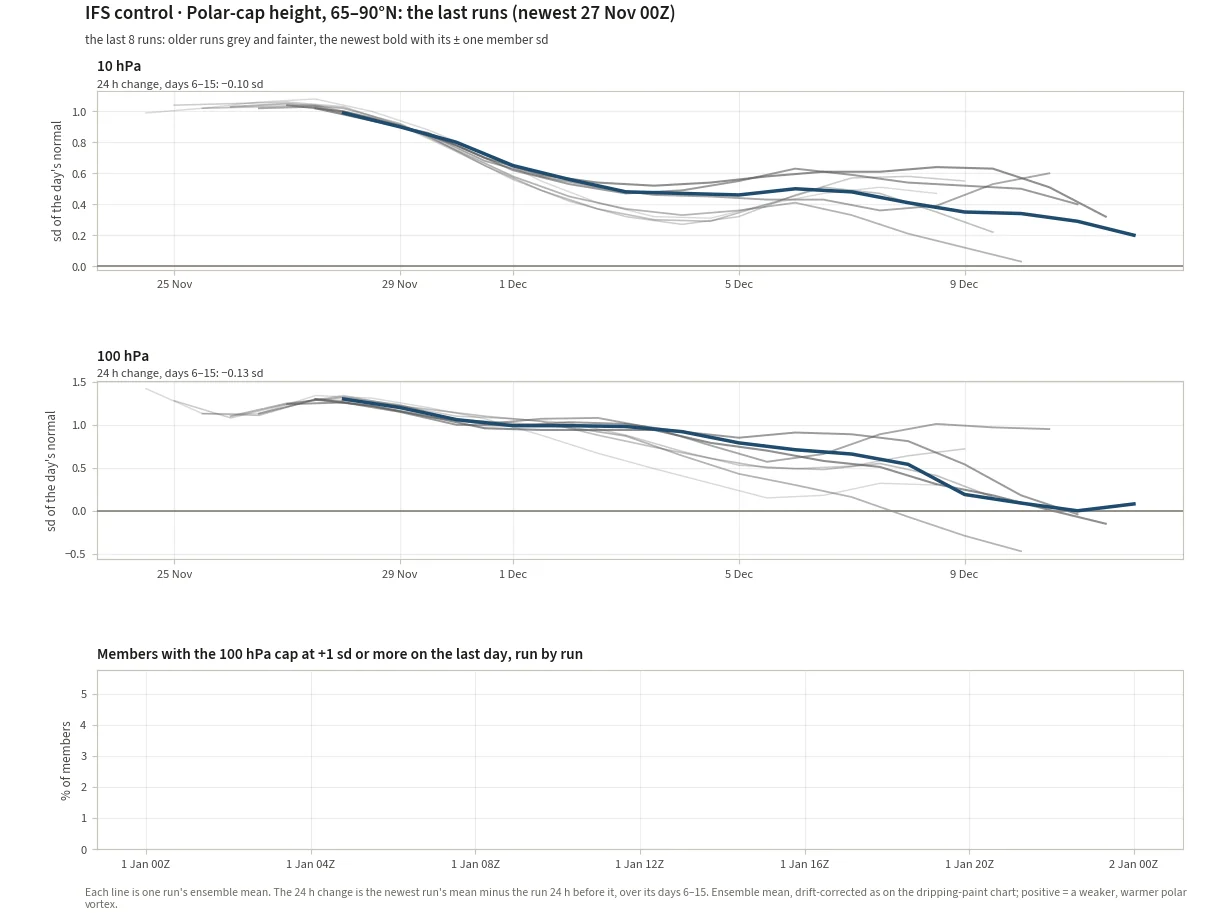 IFS control · Polar-cap height, 65–90°N: the last runs (newest 27 Nov 00Z)
the last 8 runs: older runs grey and fainter, the newest bold with its ± one member sd
10 hPa
24 h change, days 6–15: −0.10 sd
sd of the day's normal
1.0
0.8
0.6
0.4
0.2
0.0
25 Nov
29 Nov
1 Dec
5 Dec
9 Dec
100 hPa
24 h change, days 6–15: −0.13 sd
sd of the day's normal
1.5
1.0
0.5
0.0
−0.5
25 Nov
29 Nov
1 Dec
5 Dec
9 Dec
Members with the 100 hPa cap at +1 sd or more on the last day, run by run
% of members
5
4
3
2
1
0
1 Jan 00Z
1 Jan 04Z
1 Jan 08Z
1 Jan 12Z
1 Jan 16Z
1 Jan 20Z
2 Jan 00Z
Each line is one run's ensemble mean. The 24 h change is the newest run's mean minus the run 24 h before it, over its days 6–15. Ensemble mean, drift-corrected as on the dripping-paint chart; positive = a weaker, warmer polar
vortex.